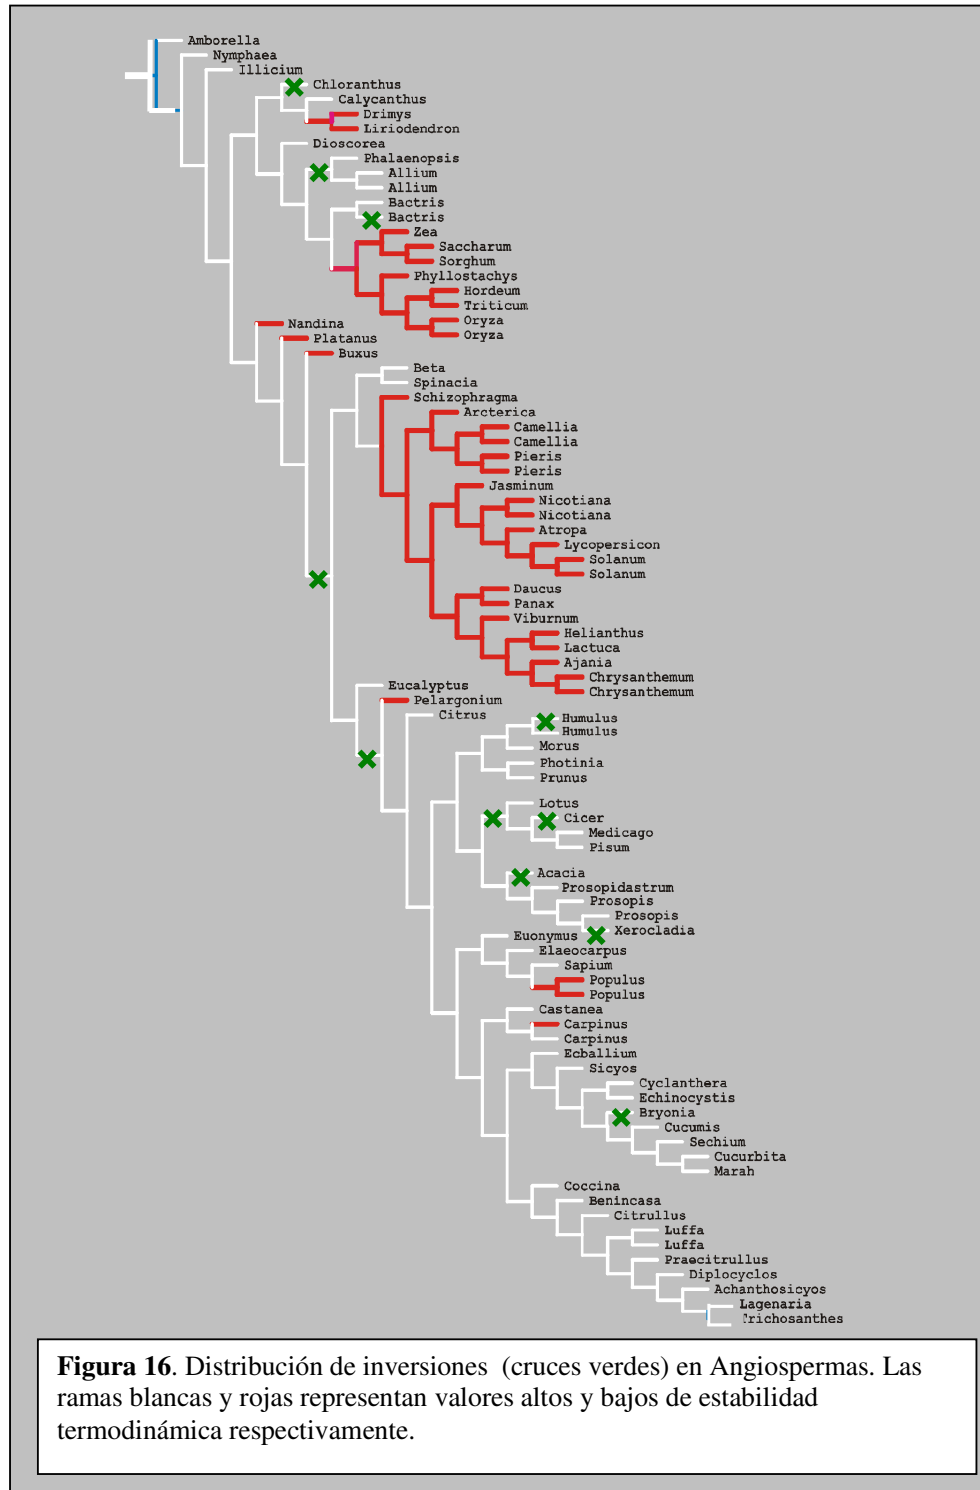 Amborella
Nymphaea
Illicium
Chloranthus
Calycanthus
Drimys
Liriodendron
Dioscorea
Phalaenopsis
Allium
Allium
Bactris
Bactris
Zea
Saccharum
Sorghum
Phyllostachys
Hordeum
Triticum
Oryza
Oryza
Nandina
Platanus
Buxus
Beta
Spinacia
Schizophragma
Arcterica
Camellia
Camellia
Pieris
Pieris
Jasminum
Nicotiana
Nicotiana
Atropa
Lycopersicon
Solanum
Solanum
Daucus
Panax
Viburnum
Helianthus
Lactuca
Ajania
Chrysanthemum
Chrysanthemum
Eucalyptus
Pelargonium
Citrus
Humulus
Humulus
Morus
Photinia
Prunus
Lotus
Cicer
Medicago
Pisum
Acacia
Prosopidastrum
Prosopis
Prosopis
Xerocladia
Euonymus
Elaeocarpus
Sapium
Populus
Populus
Castanea
Carpinus
Carpinus
Ecballium
Sicyos
Cyclanthera
Echinocystis
Bryonia
Cucumis
Sechium
Cucurbita
Marah
Coccina
Benincasa
Citrullus
Luffa
Luffa
Praecitrullus
Diplocyclos
Achanthosicyos
Lagenaria
Trichosanthes
Figura 16. Distribución de inversiones (cruces verdes) en Angiospermas. Las
ramas blancas y rojas representan valores altos y bajos de estabilidad
termodinámica respectivamente.